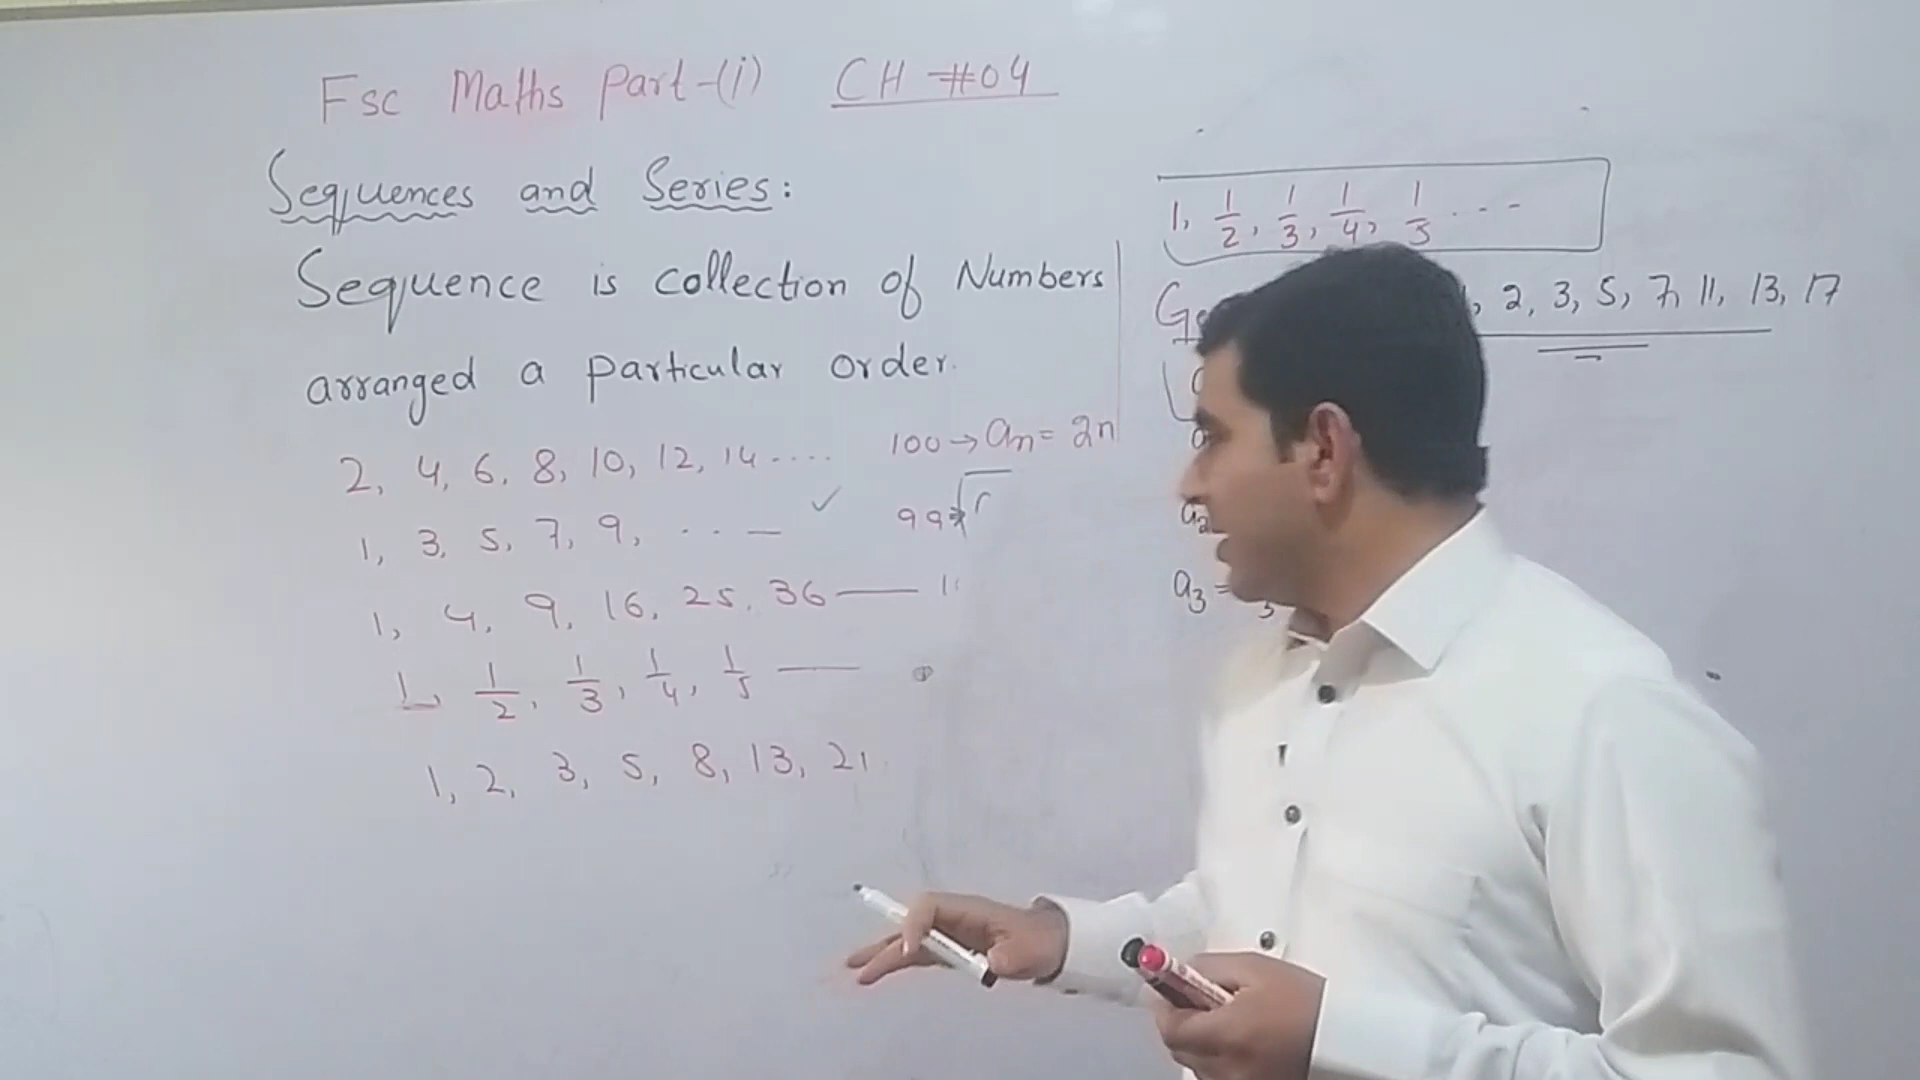 Fsc Maths Part-(i) CH #04
Sequences and Series:
Sequence is collection of Numbers
arranged a particular order.
2, 4, 6, 8, 10, 12, 14 .... 100 → an = 2n
1, 3, 5, 7, 9, ... ✓ 99
1, 4, 9, 16, 25, 36 —
1, 1/2, 1/3, 1/4, 1/5 —
1, 2, 3, 5, 8, 13, 21
1, 1/2, 1/3, 1/4, 1/5 ...
2, 3, 5, 7, 11, 13, 17
a2
a3 =